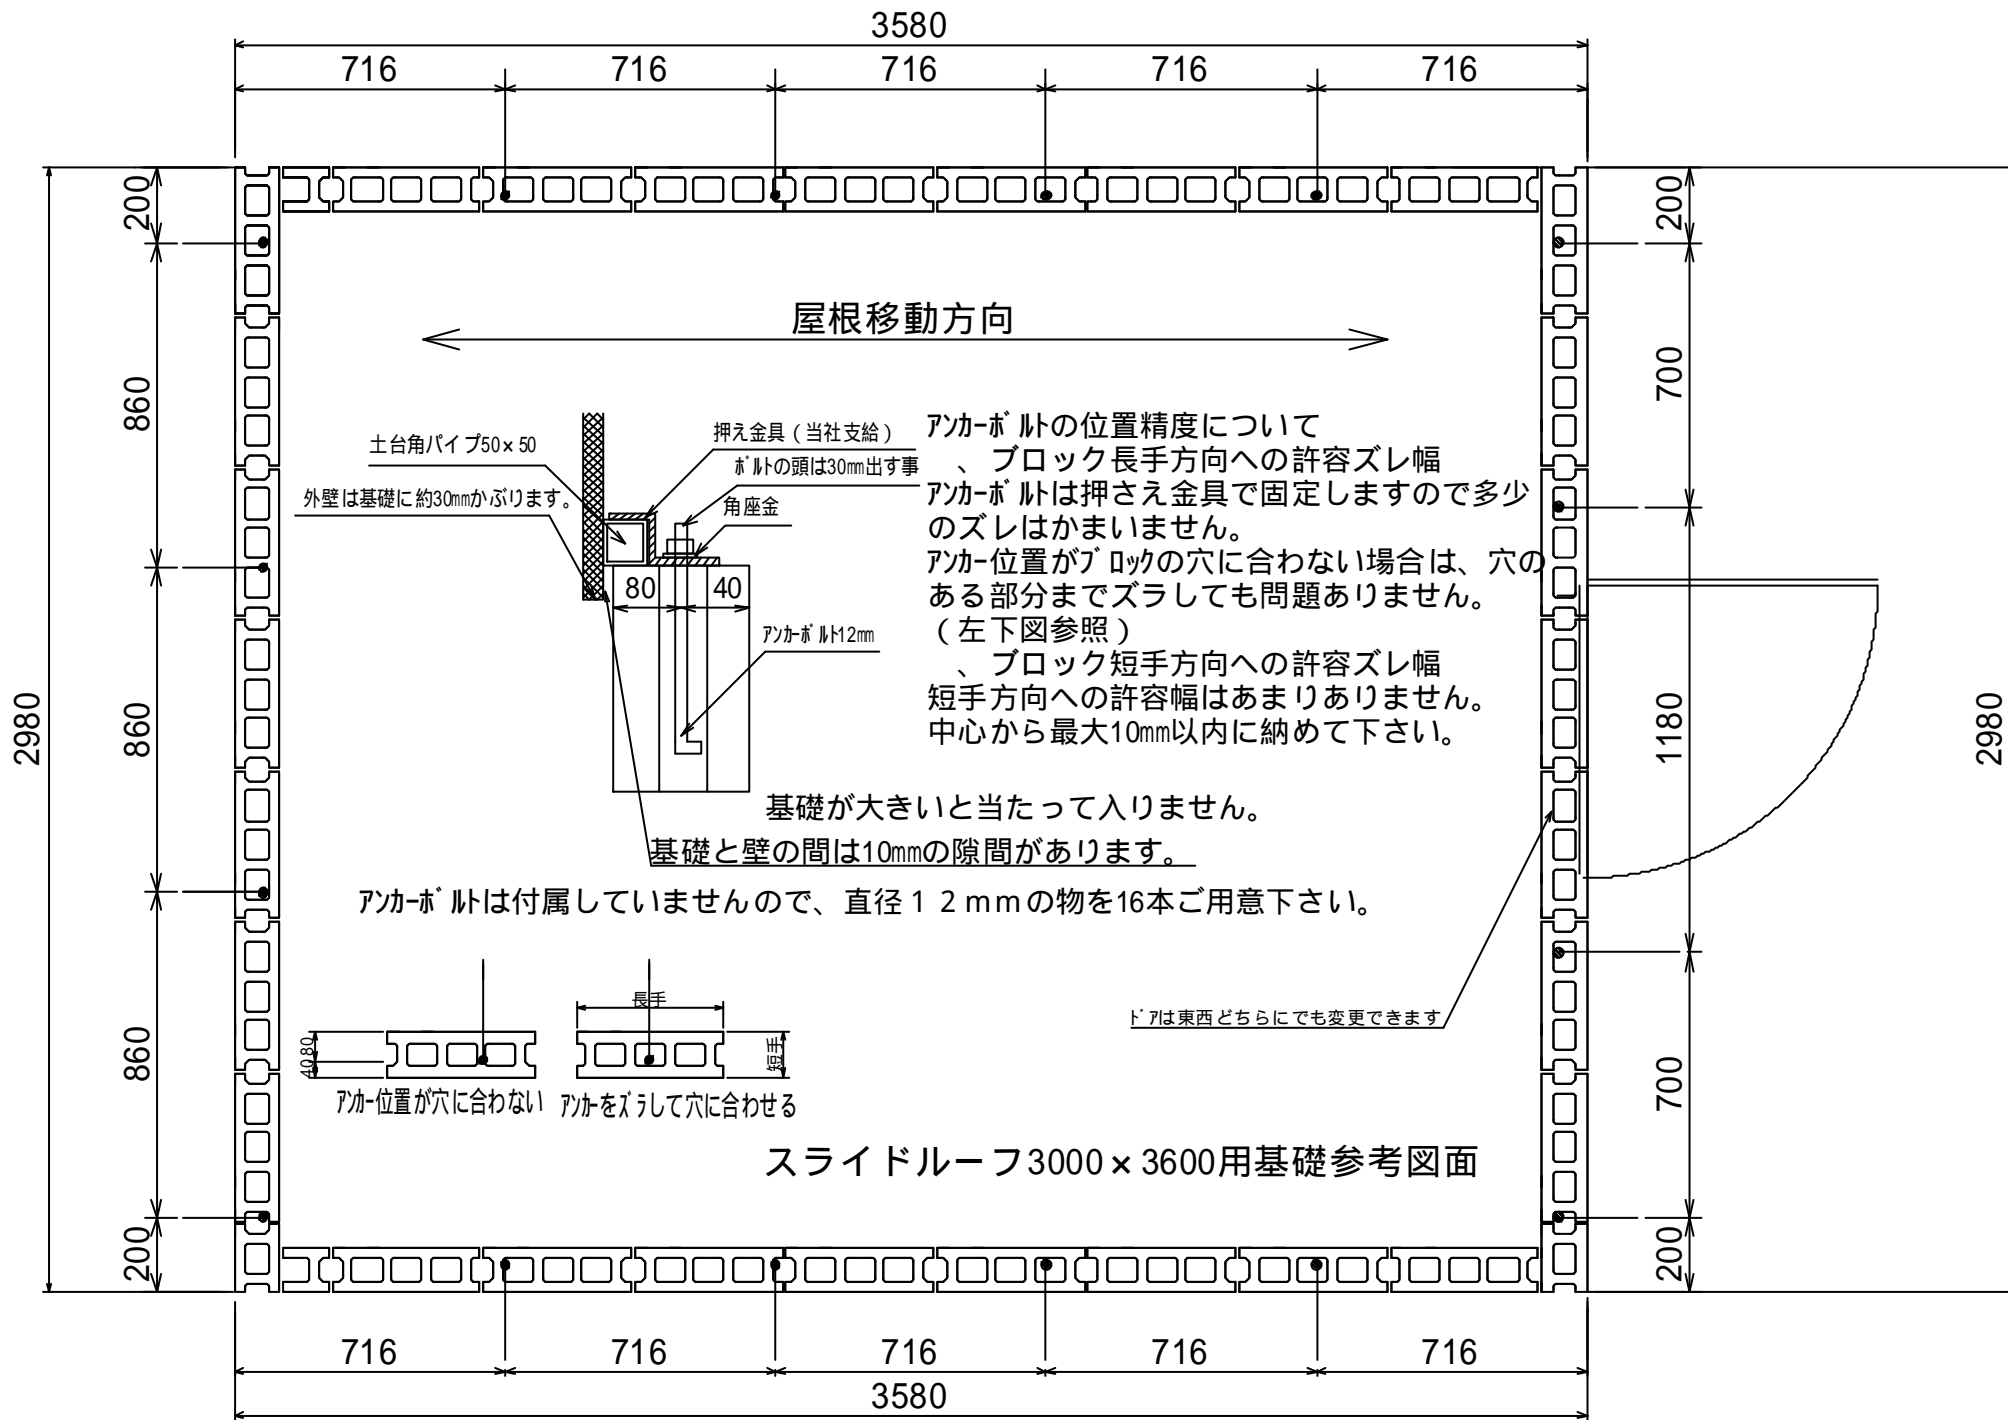 3580
716 716 716 716 716
200
200
屋根移動方向
860
700
アンカーボルトの位置精度について
、ブロック長手方向への許容ズレ幅
アンカーボルトは押さえ金具で固定しますので多少
のズレはかまいません。
アンカー位置がブロックの穴に合わない場合は、穴の
ある部分までズラしても問題ありません。
（左下図参照）
、ブロック短手方向への許容ズレ幅
短手方向への許容幅はあまりありません。
中心から最大10mm以内に納めて下さい。
押え金具（当社支給）
土台角パイプ50×50
ボルトの頭は30mm出す事
外壁は基礎に約30mmかぶります。
角座金
80 40
アンカーボルト12mm
2980
860
1180
2980
基礎が大きいと当たって入りません。
基礎と壁の間は10mmの隙間があります。
アンカーボルトは付属していませんので、直径１２ｍｍの物を16本ご用意下さい。
長手
ドアは東西どちらにでも変更できます
4080
短手
860
700
アンカー位置が穴に合わない
アンカーをズラして穴に合わせる
スライドルーフ3000×3600用基礎参考図面
200
200
716 716 716 716 716
3580